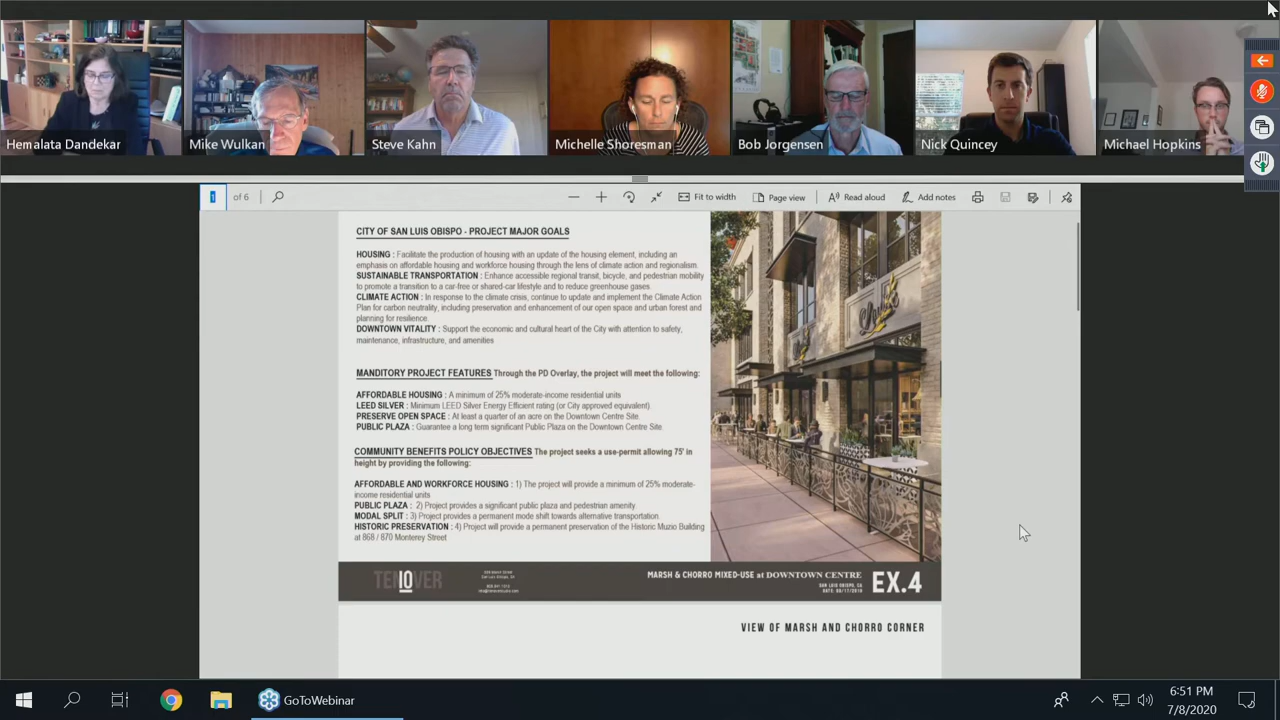 Hemalata Dandekar
Mike Wulkan
Steve Kahn
Michelle Shoresman
Bob Jorgensen
Nick Quincey
Michael Hopkins
1 of 6
Fit to width
Page view
Read aloud
Add notes
CITY OF SAN LUIS OBISPO - PROJECT MAJOR GOALS
HOUSING : Facilitate the production of housing with an update of the housing element, including an
emphasis on affordable housing and workforce housing through the lens of climate action and regionalism.
SUSTAINABLE TRANSPORTATION : Enhance accessible regional transit, bicycle, and pedestrian mobility
to promote a transition to a car-free or shared-car lifestyle and to reduce greenhouse gases.
CLIMATE ACTION : In response to the climate crisis, continue to update and implement the Climate Action
Plan for carbon neutrality, including preservation and enhancement of our open space and urban forest and
planning for resilience.
DOWNTOWN VITALITY : Support the economic and cultural heart of the City with attention to safety,
maintenance, infrastructure, and amenities
MANDITORY PROJECT FEATURES Through the PD Overlay, the project will meet the following:
AFFORDABLE HOUSING : A minimum of 25% moderate-income residential units
LEED SILVER : Minimum LEED Silver Energy Efficient rating (or City approved equivalent).
PRESERVE OPEN SPACE : At least a quarter of an acre on the Downtown Centre Site.
PUBLIC PLAZA : Guarantee a long term significant Public Plaza on the Downtown Centre Site.
COMMUNITY BENEFITS POLICY OBJECTIVES The project seeks a use-permit allowing 75' in
height by providing the following:
AFFORDABLE AND WORKFORCE HOUSING : 1) The project will provide a minimum of 25% moderate-
income residential units
PUBLIC PLAZA : 2) Project provides a significant public plaza and pedestrian amenity.
MODAL SPLIT : 3) Project provides a permanent mode shift towards alternative transportation.
HISTORIC PRESERVATION : 4) Project will provide a permanent preservation of the Historic Muzio Building
at 868 / 870 Monterey Street
TENOVER
MARSH & CHORRO MIXED-USE at DOWNTOWN CENTRE
SAN LUIS OBISPO, CA
EX.4
VIEW OF MARSH AND CHORRO CORNER
GoToWebinar
6:51 PM
7/8/2020